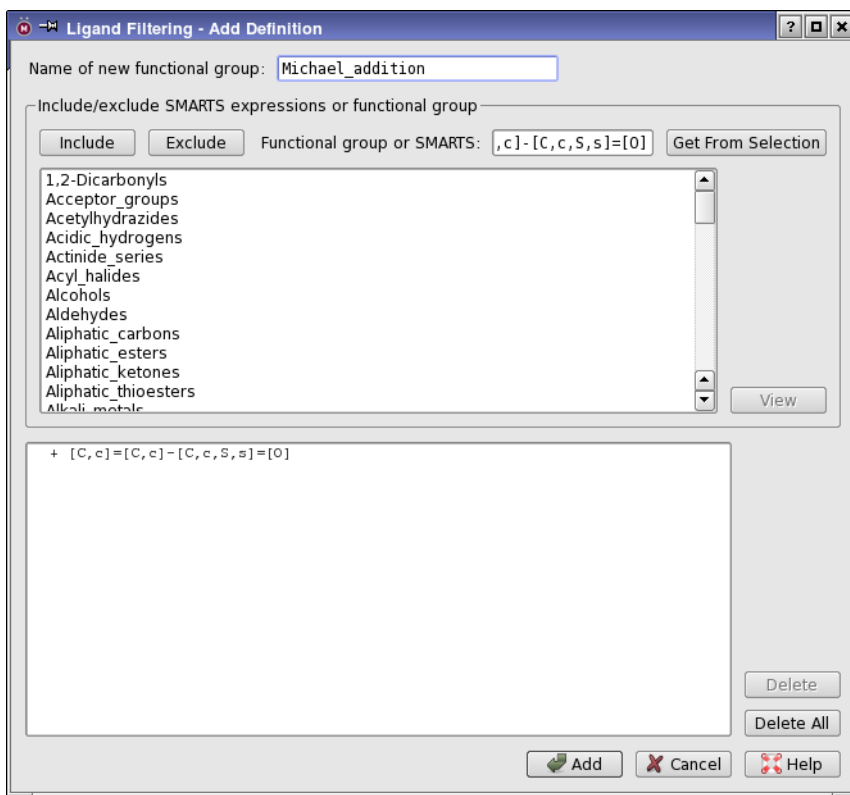 Ligand Filtering - Add Definition
Name of new functional group: Michael_addition
Include/exclude SMARTS expressions or functional group
Include Exclude Functional group or SMARTS: ,c]-[C,c,S,s]=[O] Get From Selection
1,2-Dicarbonyls
Acceptor_groups
Acetylhydrazides
Acidic_hydrogens
Actinide_series
Acyl_halides
Alcohols
Aldehydes
Aliphatic_carbons
Aliphatic_esters
Aliphatic_ketones
Aliphatic_thioesters
Alkali_metals
View
+ [C,c]=[C,c]-[C,c,S,s]=[O]
Delete
Delete All
Add Cancel Help